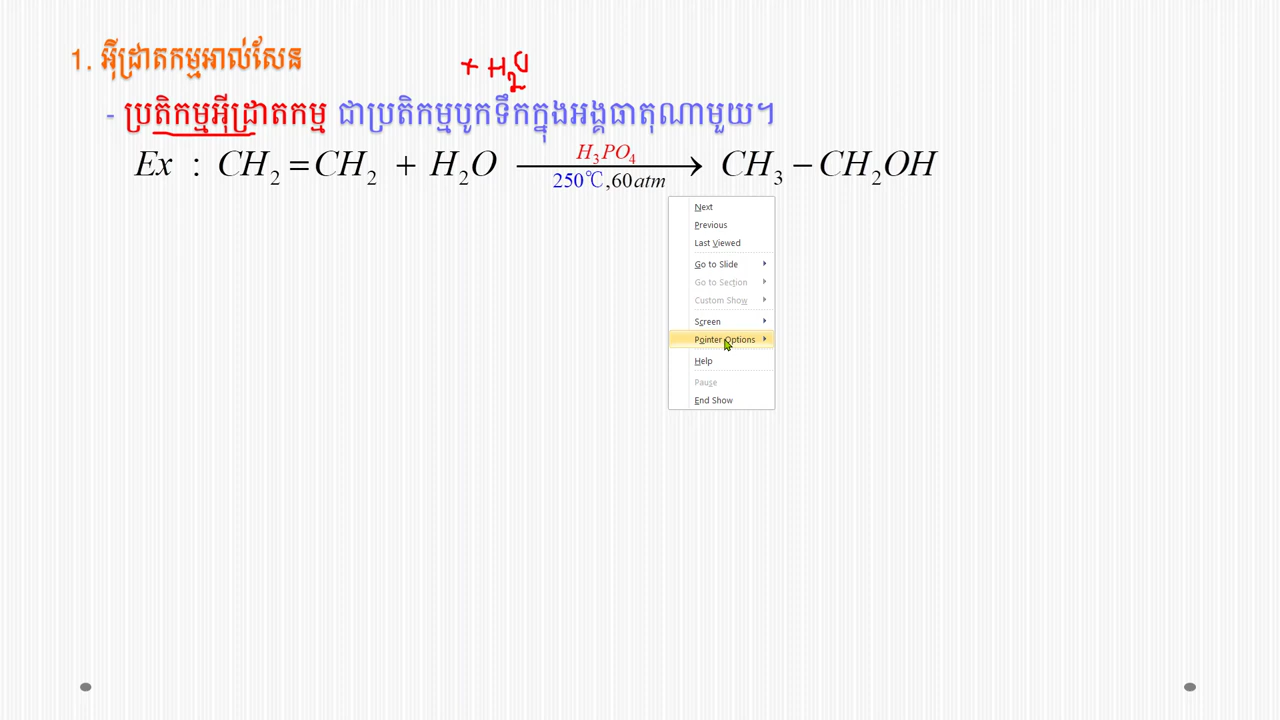 1. អ៊ីដ្រាតកម្មអាល់សែន
+ H2O
- ប្រតិកម្មអ៊ីដ្រាតកម្ម ជាប្រតិកម្មបូកទឹកក្នុងអង្គធាតុណាមួយ។
Ex : CH2 = CH2 + H2O H3PO4 250℃, 60atm → CH3 − CH2OH
Next
Previous
Last Viewed
Go to Slide
Go to Section
Custom Show
Screen
Pointer Options
Help
Pause
End Show